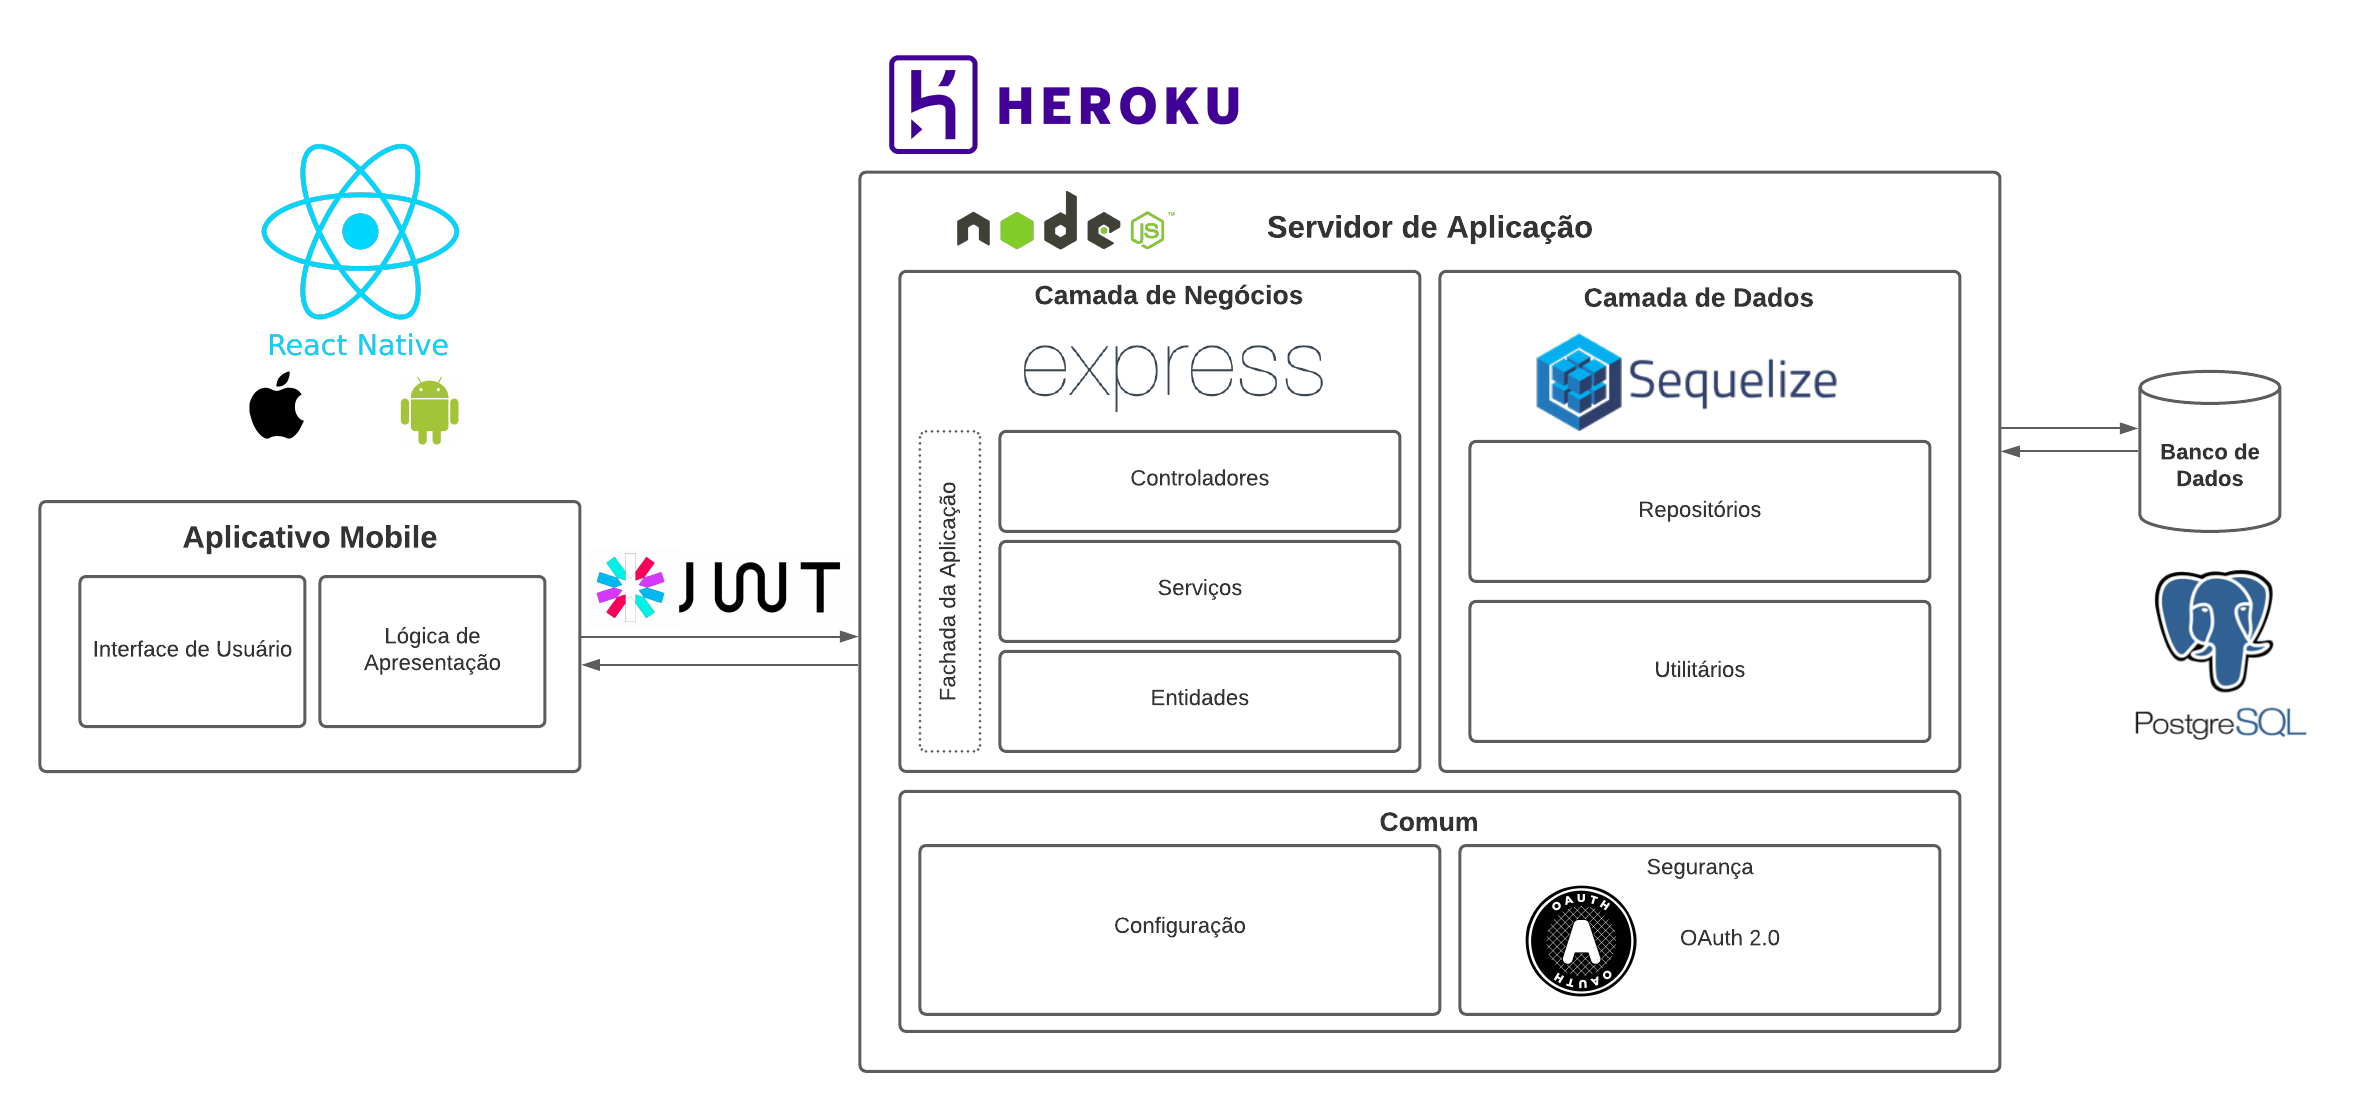 HEROKU
React Native
Aplicativo Mobile
Interface de Usuário
Lógica de
Apresentação
JWT
node
JS
™
Servidor de Aplicação
Camada de Negócios
express
Fachada da Aplicação
Controladores
Serviços
Entidades
Camada de Dados
Sequelize
Repositórios
Utilitários
Comum
Configuração
Segurança
OAUTH
A
OAUTH
OAuth 2.0
Banco de
Dados
PostgreSQL